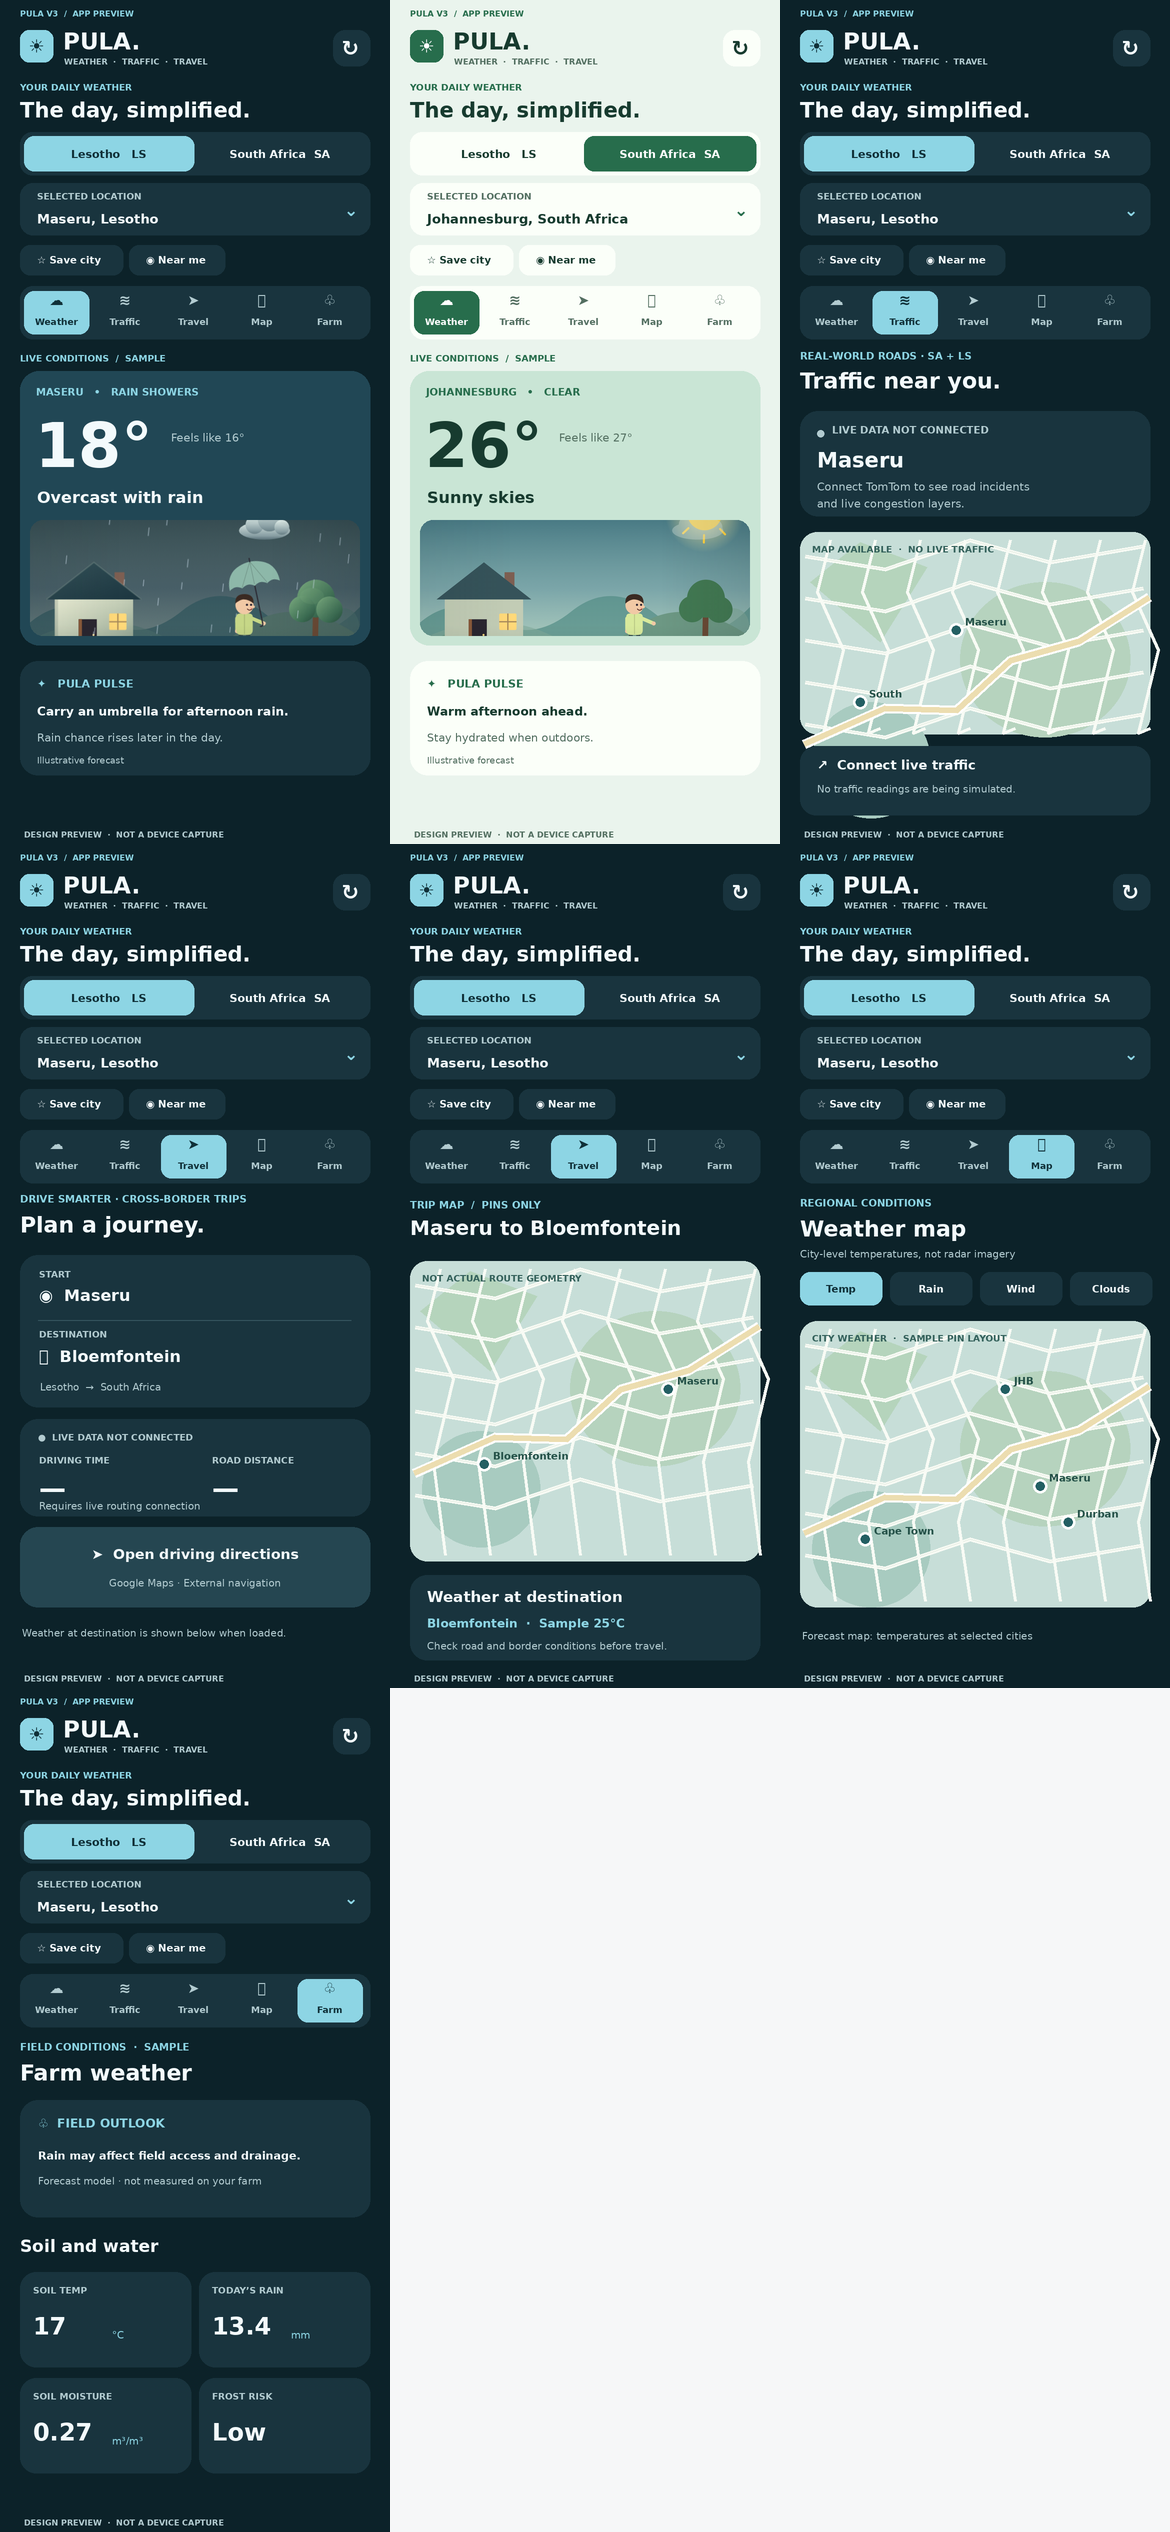 PULA V3 / APP PREVIEW
PULA.
WEATHER · TRAFFIC · TRAVEL
YOUR DAILY WEATHER
The day, simplified.
Lesotho LS South Africa SA
SELECTED LOCATION
Maseru, Lesotho
☆ Save city ◉ Near me
Weather Traffic Travel Map Farm
LIVE CONDITIONS / SAMPLE
MASERU • RAIN SHOWERS
18° Feels like 16°
Overcast with rain
PULA PULSE
Carry an umbrella for afternoon rain.
Rain chance rises later in the day.
Illustrative forecast
DESIGN PREVIEW · NOT A DEVICE CAPTURE
PULA V3 / APP PREVIEW
PULA.
WEATHER · TRAFFIC · TRAVEL
YOUR DAILY WEATHER
The day, simplified.
Lesotho LS South Africa SA
SELECTED LOCATION
Johannesburg, South Africa
☆ Save city ◉ Near me
Weather Traffic Travel Map Farm
LIVE CONDITIONS / SAMPLE
JOHANNESBURG • CLEAR
26° Feels like 27°
Sunny skies
PULA PULSE
Warm afternoon ahead.
Stay hydrated when outdoors.
Illustrative forecast
DESIGN PREVIEW · NOT A DEVICE CAPTURE
PULA V3 / APP PREVIEW
PULA.
WEATHER · TRAFFIC · TRAVEL
YOUR DAILY WEATHER
The day, simplified.
Lesotho LS South Africa SA
SELECTED LOCATION
Maseru, Lesotho
☆ Save city ◉ Near me
Weather Traffic Travel Map Farm
REAL-WORLD ROADS · SA + LS
Traffic near you.
● LIVE DATA NOT CONNECTED
Maseru
Connect TomTom to see road incidents
and live congestion layers.
MAP AVAILABLE · NO LIVE TRAFFIC
Maseru
South
↗ Connect live traffic
No traffic readings are being simulated.
DESIGN PREVIEW · NOT A DEVICE CAPTURE
PULA V3 / APP PREVIEW
PULA.
WEATHER · TRAFFIC · TRAVEL
YOUR DAILY WEATHER
The day, simplified.
Lesotho LS South Africa SA
SELECTED LOCATION
Maseru, Lesotho
☆ Save city ◉ Near me
Weather Traffic Travel Map Farm
DRIVE SMARTER · CROSS-BORDER TRIPS
Plan a journey.
START
◉ Maseru
DESTINATION
Bloemfontein
Lesotho → South Africa
● LIVE DATA NOT CONNECTED
DRIVING TIME ROAD DISTANCE
— —
Requires live routing connection
➤ Open driving directions
Google Maps · External navigation
Weather at destination is shown below when loaded.
DESIGN PREVIEW · NOT A DEVICE CAPTURE
PULA V3 / APP PREVIEW
PULA.
WEATHER · TRAFFIC · TRAVEL
YOUR DAILY WEATHER
The day, simplified.
Lesotho LS South Africa SA
SELECTED LOCATION
Maseru, Lesotho
☆ Save city ◉ Near me
Weather Traffic Travel Map Farm
TRIP MAP / PINS ONLY
Maseru to Bloemfontein
NOT ACTUAL ROUTE GEOMETRY
Maseru
Bloemfontein
Weather at destination
Bloemfontein · Sample 25°C
Check road and border conditions before travel.
DESIGN PREVIEW · NOT A DEVICE CAPTURE
PULA V3 / APP PREVIEW
PULA.
WEATHER · TRAFFIC · TRAVEL
YOUR DAILY WEATHER
The day, simplified.
Lesotho LS South Africa SA
SELECTED LOCATION
Maseru, Lesotho
☆ Save city ◉ Near me
Weather Traffic Travel Map Farm
REGIONAL CONDITIONS
Weather map
City-level temperatures, not radar imagery
Temp Rain Wind Clouds
CITY WEATHER · SAMPLE PIN LAYOUT
JHB
Maseru
Durban
Cape Town
Forecast map: temperatures at selected cities
DESIGN PREVIEW · NOT A DEVICE CAPTURE
PULA V3 / APP PREVIEW
PULA.
WEATHER · TRAFFIC · TRAVEL
YOUR DAILY WEATHER
The day, simplified.
Lesotho LS South Africa SA
SELECTED LOCATION
Maseru, Lesotho
☆ Save city ◉ Near me
Weather Traffic Travel Map Farm
FIELD CONDITIONS · SAMPLE
Farm weather
FIELD OUTLOOK
Rain may affect field access and drainage.
Forecast model · not measured on your farm
Soil and water
SOIL TEMP TODAY'S RAIN
17 °C 13.4 mm
SOIL MOISTURE FROST RISK
0.27 m³/m³ Low
DESIGN PREVIEW · NOT A DEVICE CAPTURE